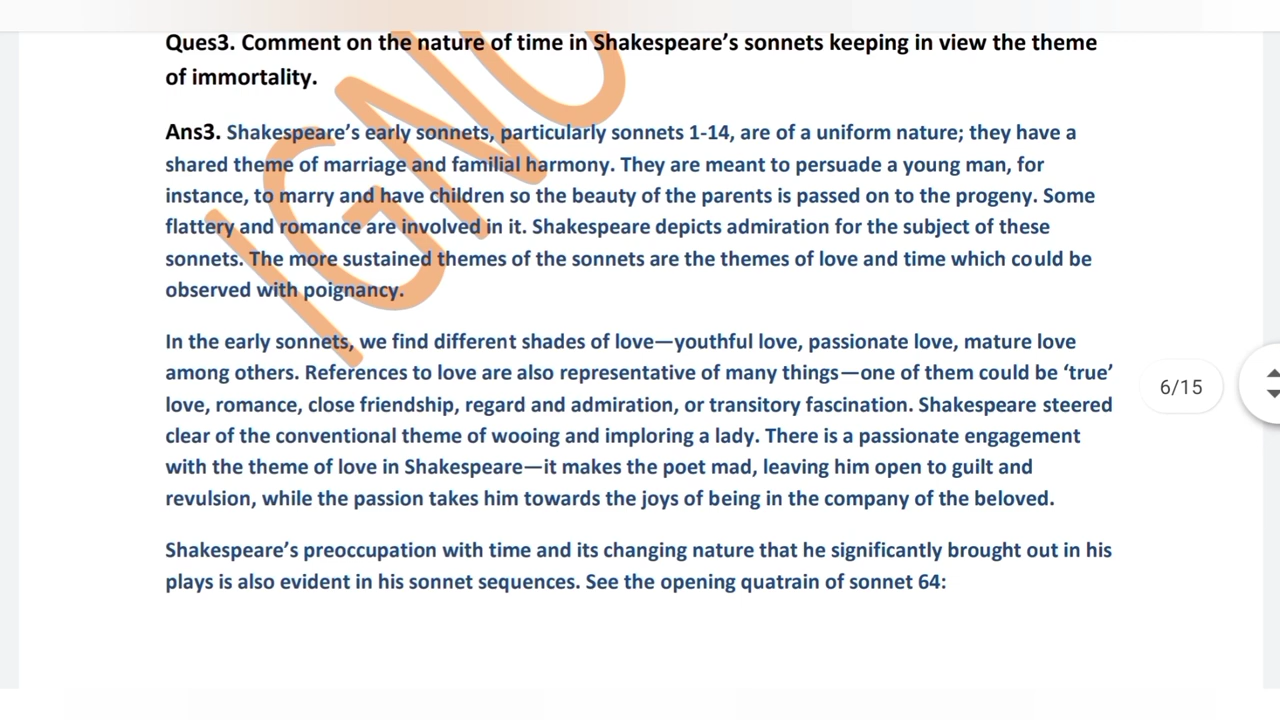 Ques3. Comment on the nature of time in Shakespeare’s sonnets keeping in view the theme
of immortality.
Ans3. Shakespeare’s early sonnets, particularly sonnets 1-14, are of a uniform nature; they have a
shared theme of marriage and familial harmony. They are meant to persuade a young man, for
instance, to marry and have children so the beauty of the parents is passed on to the progeny. Some
flattery and romance are involved in it. Shakespeare depicts admiration for the subject of these
sonnets. The more sustained themes of the sonnets are the themes of love and time which could be
observed with poignancy.
In the early sonnets, we find different shades of love—youthful love, passionate love, mature love
among others. References to love are also representative of many things—one of them could be ‘true’
love, romance, close friendship, regard and admiration, or transitory fascination. Shakespeare steered
clear of the conventional theme of wooing and imploring a lady. There is a passionate engagement
with the theme of love in Shakespeare—it makes the poet mad, leaving him open to guilt and
revulsion, while the passion takes him towards the joys of being in the company of the beloved.
Shakespeare’s preoccupation with time and its changing nature that he significantly brought out in his
plays is also evident in his sonnet sequences. See the opening quatrain of sonnet 64:
6/15
IGNO